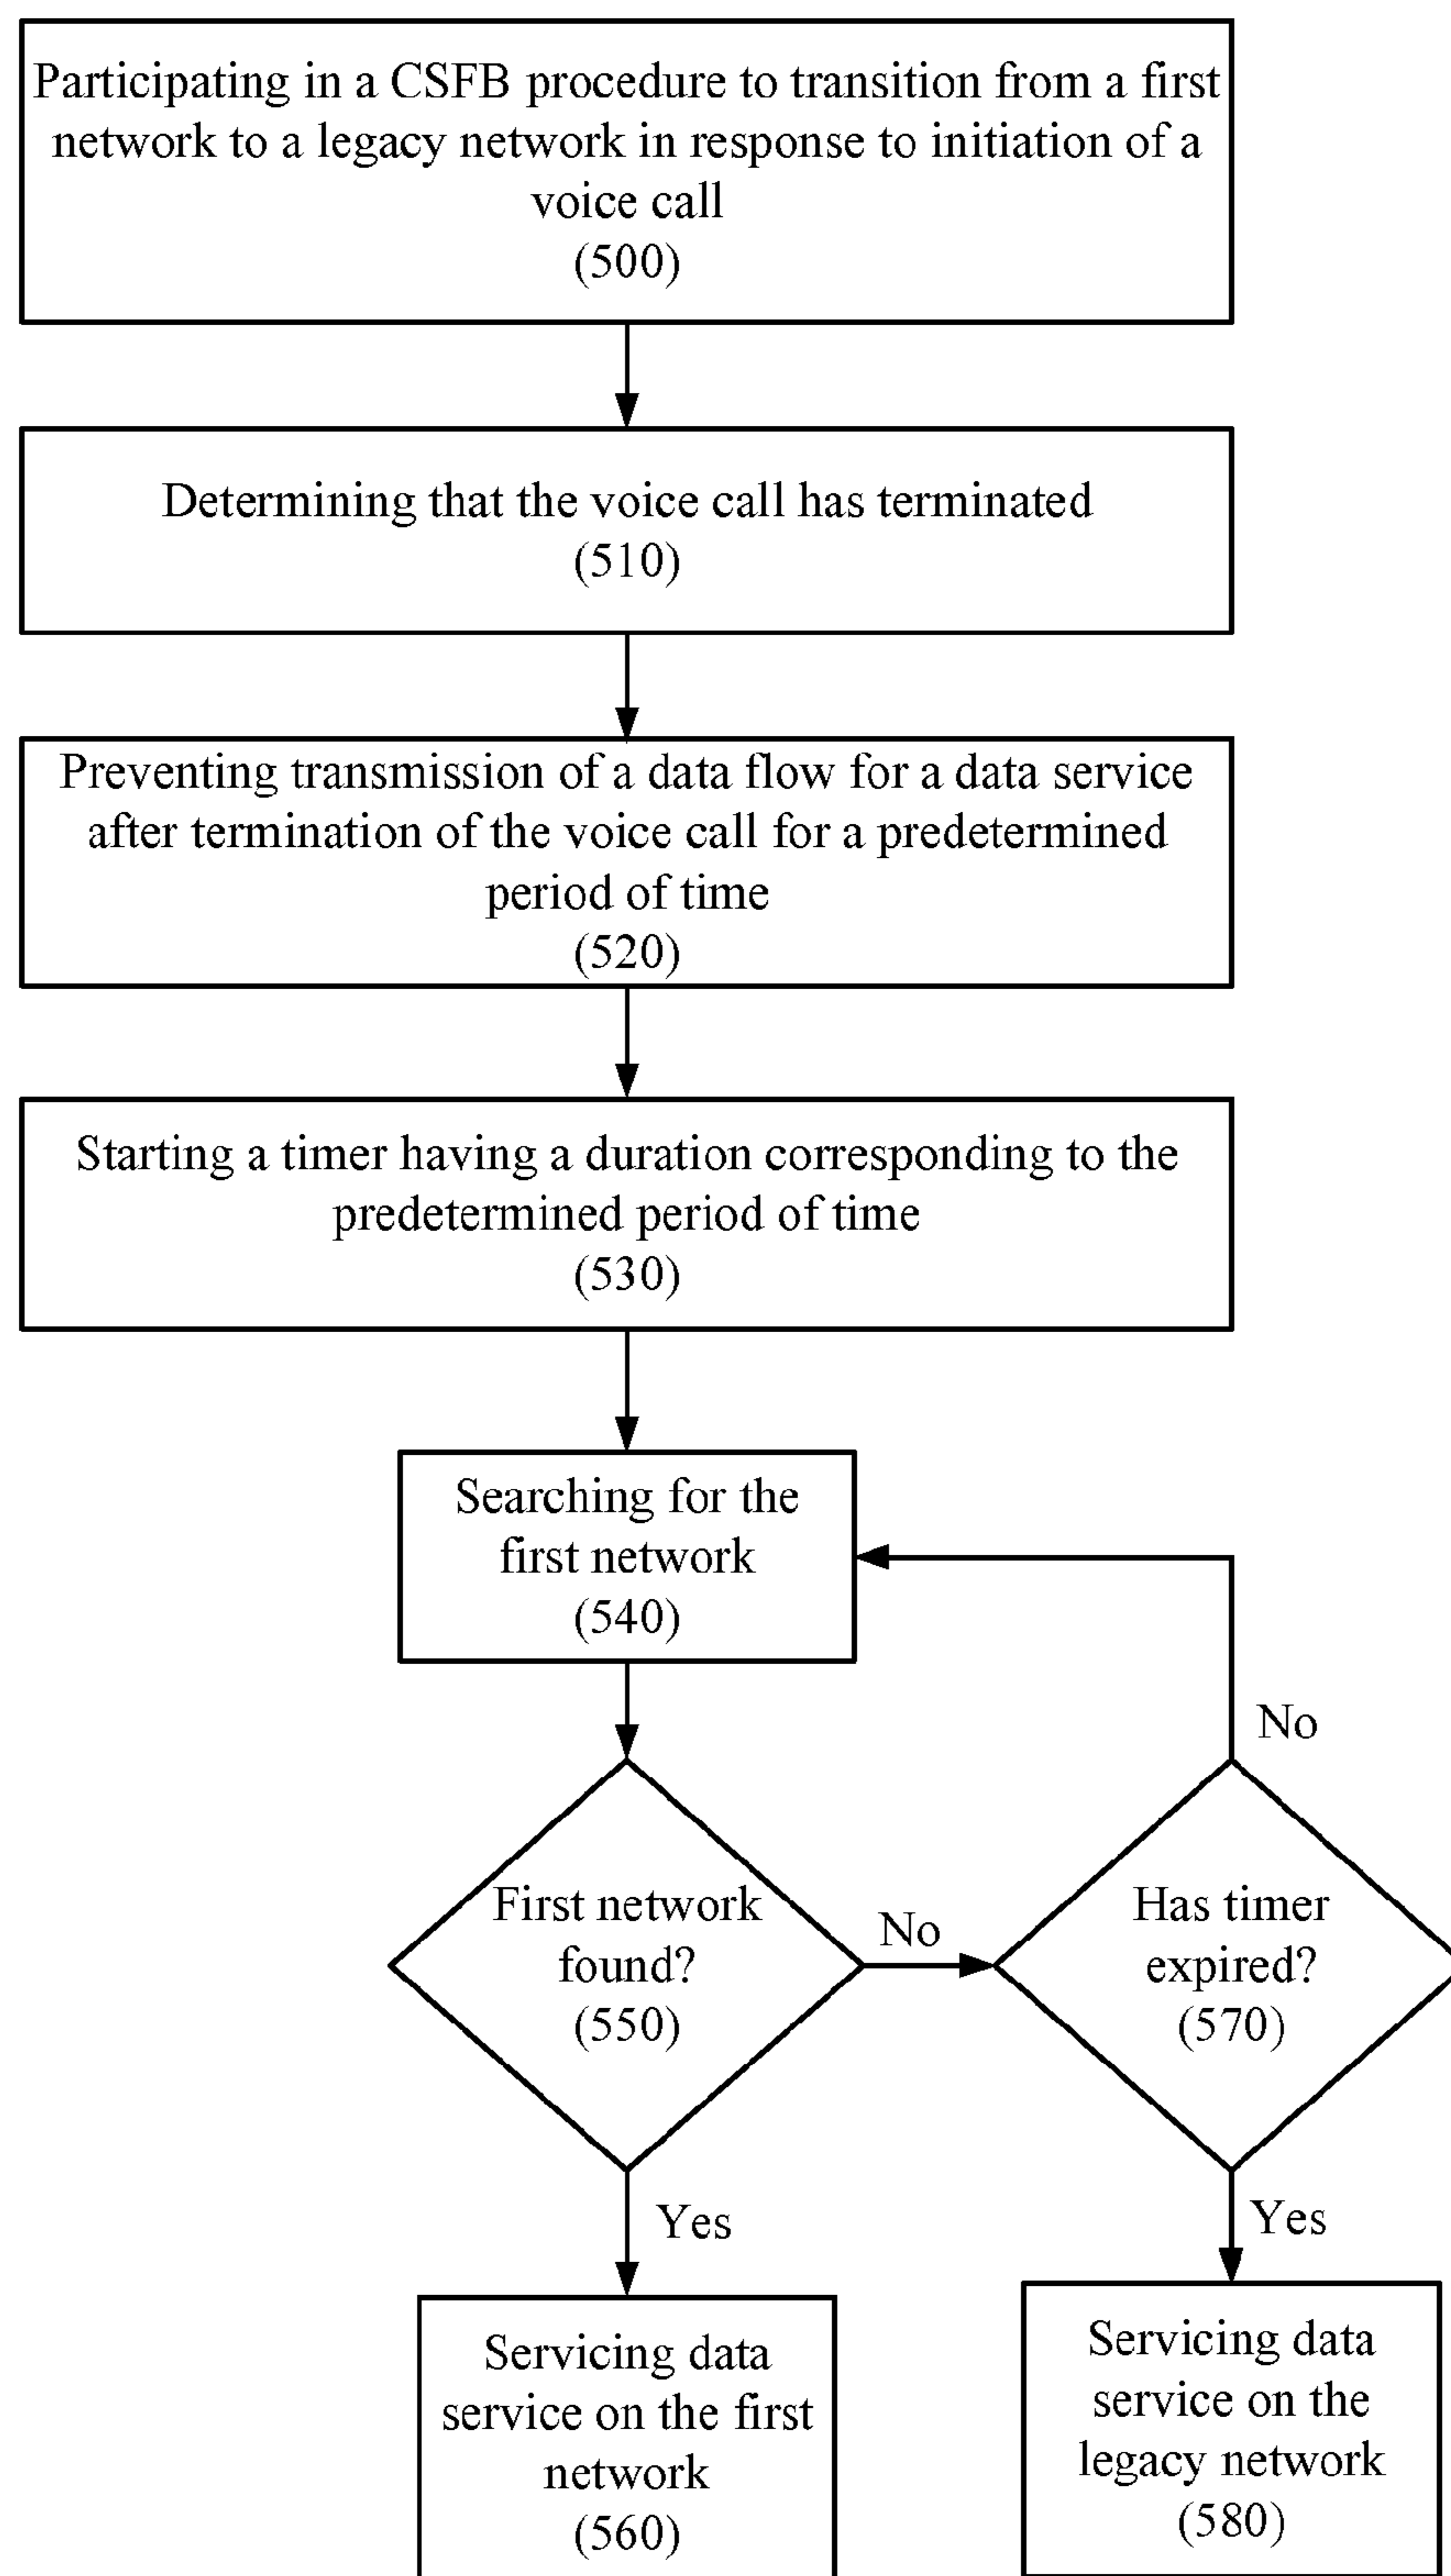 Participating in a CSFB procedure to transition from a first
network to a legacy network in response to initiation of a
voice call
(500)
Determining that the voice call has terminated
(510)
Preventing transmission of a data flow for a data service
after termination of the voice call for a predetermined
period of time
(520)
Starting a timer having a duration corresponding to the
predetermined period of time
(530)
Searching for the
first network
(540)
No
First network
found?
(550)
No
Has timer
expired?
(570)
Yes
Yes
Servicing data
service on the first
network
(560)
Servicing data
service on the
legacy network
(580)